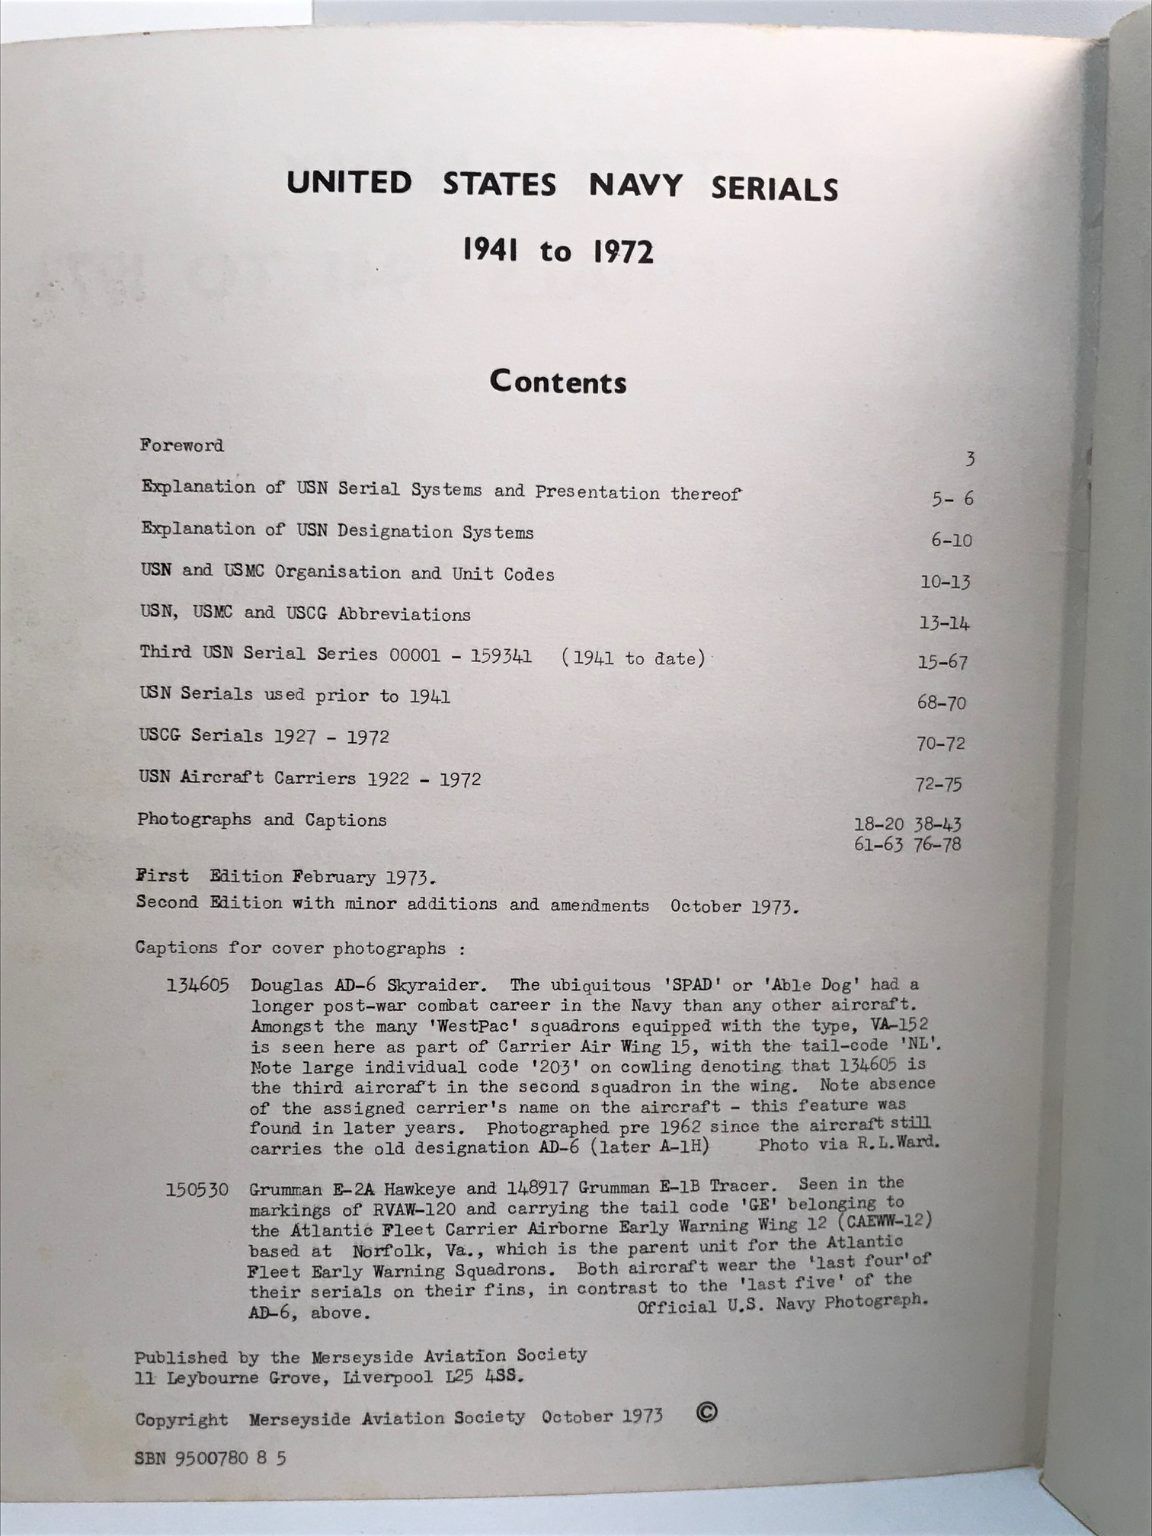 UNITED STATES NAVY SERIALS
1941 to 1972
Contents
Foreword 3
Explanation of USN Serial Systems and Presentation thereof 5- 6
Explanation of USN Designation Systems 6-10
USN and USMC Organisation and Unit Codes 10-13
USN, USMC and USCG Abbreviations 13-14
Third USN Serial Series 00001 - 159341 (1941 to date) 15-67
USN Serials used prior to 1941 68-70
USCG Serials 1927 - 1972 70-72
USN Aircraft Carriers 1922 - 1972 72-75
Photographs and Captions 18-20 38-43
61-63 76-78
First Edition February 1973.
Second Edition with minor additions and amendments October 1973.
Captions for cover photographs :
134605 Douglas AD-6 Skyraider. The ubiquitous 'SPAD' or 'Able Dog' had a
longer post-war combat career in the Navy than any other aircraft.
Amongst the many 'WestPac' squadrons equipped with the type, VA-152
is seen here as part of Carrier Air Wing 15, with the tail-code 'NL'.
Note large individual code '203' on cowling denoting that 134605 is
the third aircraft in the second squadron in the wing. Note absence
of the assigned carrier's name on the aircraft - this feature was
found in later years. Photographed pre 1962 since the aircraft still
carries the old designation AD-6 (later A-1H) Photo via R.L.Ward.
150530 Grumman E-2A Hawkeye and 148917 Grumman E-1B Tracer. Seen in the
markings of RVAW-120 and carrying the tail code 'GE' belonging to
the Atlantic Fleet Carrier Airborne Early Warning Wing 12 (CAEWW-12)
based at Norfolk, Va., which is the parent unit for the Atlantic
Fleet Early Warning Squadrons. Both aircraft wear the 'last four' of
their serials on their fins, in contrast to the 'last five' of the
AD-6, above. Official U.S. Navy Photograph.
Published by the Merseyside Aviation Society
11 Leybourne Grove, Liverpool L25 4SS.
Copyright Merseyside Aviation Society October 1973 ©
SBN 9500780 8 5